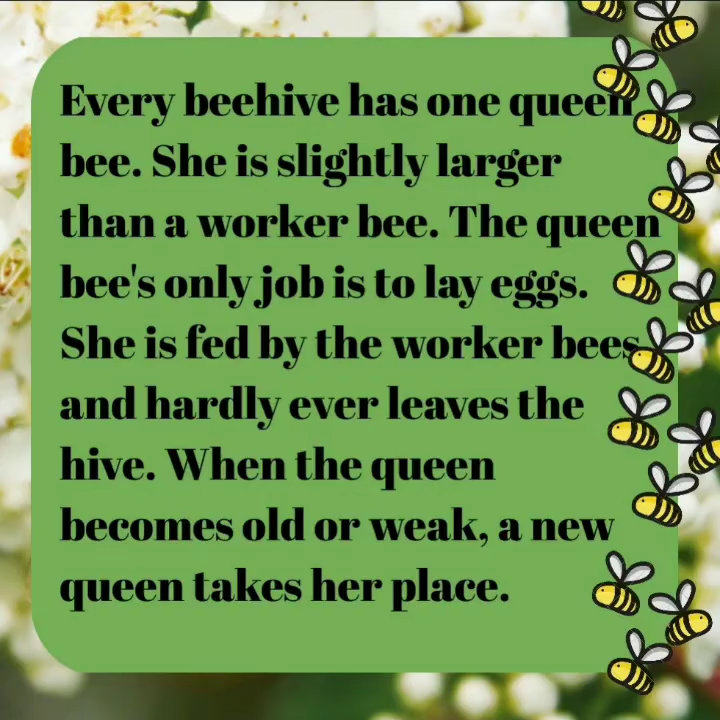 Every beehive has one queen
bee. She is slightly larger
than a worker bee. The queen
bee's only job is to lay eggs.
She is fed by the worker bees
and hardly ever leaves the
hive. When the queen
becomes old or weak, a new
queen takes her place.